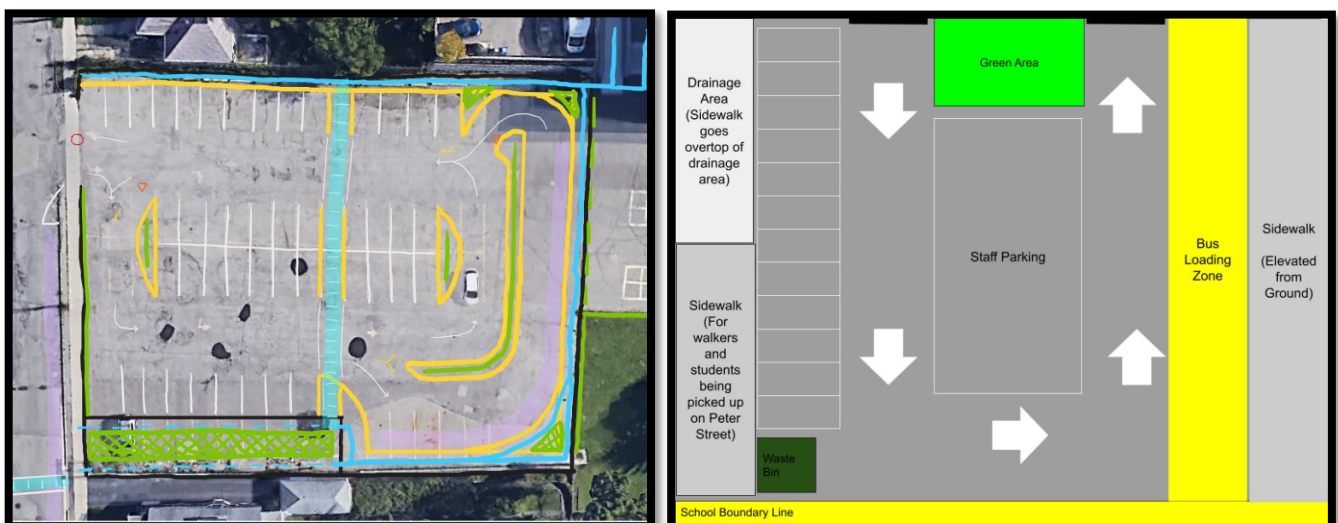 Drainage
Area
(Sidewalk
goes
overtop of
drainage
area)
Green Area
Staff Parking
Bus
Loading
Zone
Sidewalk
(Elevated
from
Ground)
Sidewalk
(For
walkers
and
students
being
picked up
on Peter
Street)
Waste
Bin
School Boundary Line